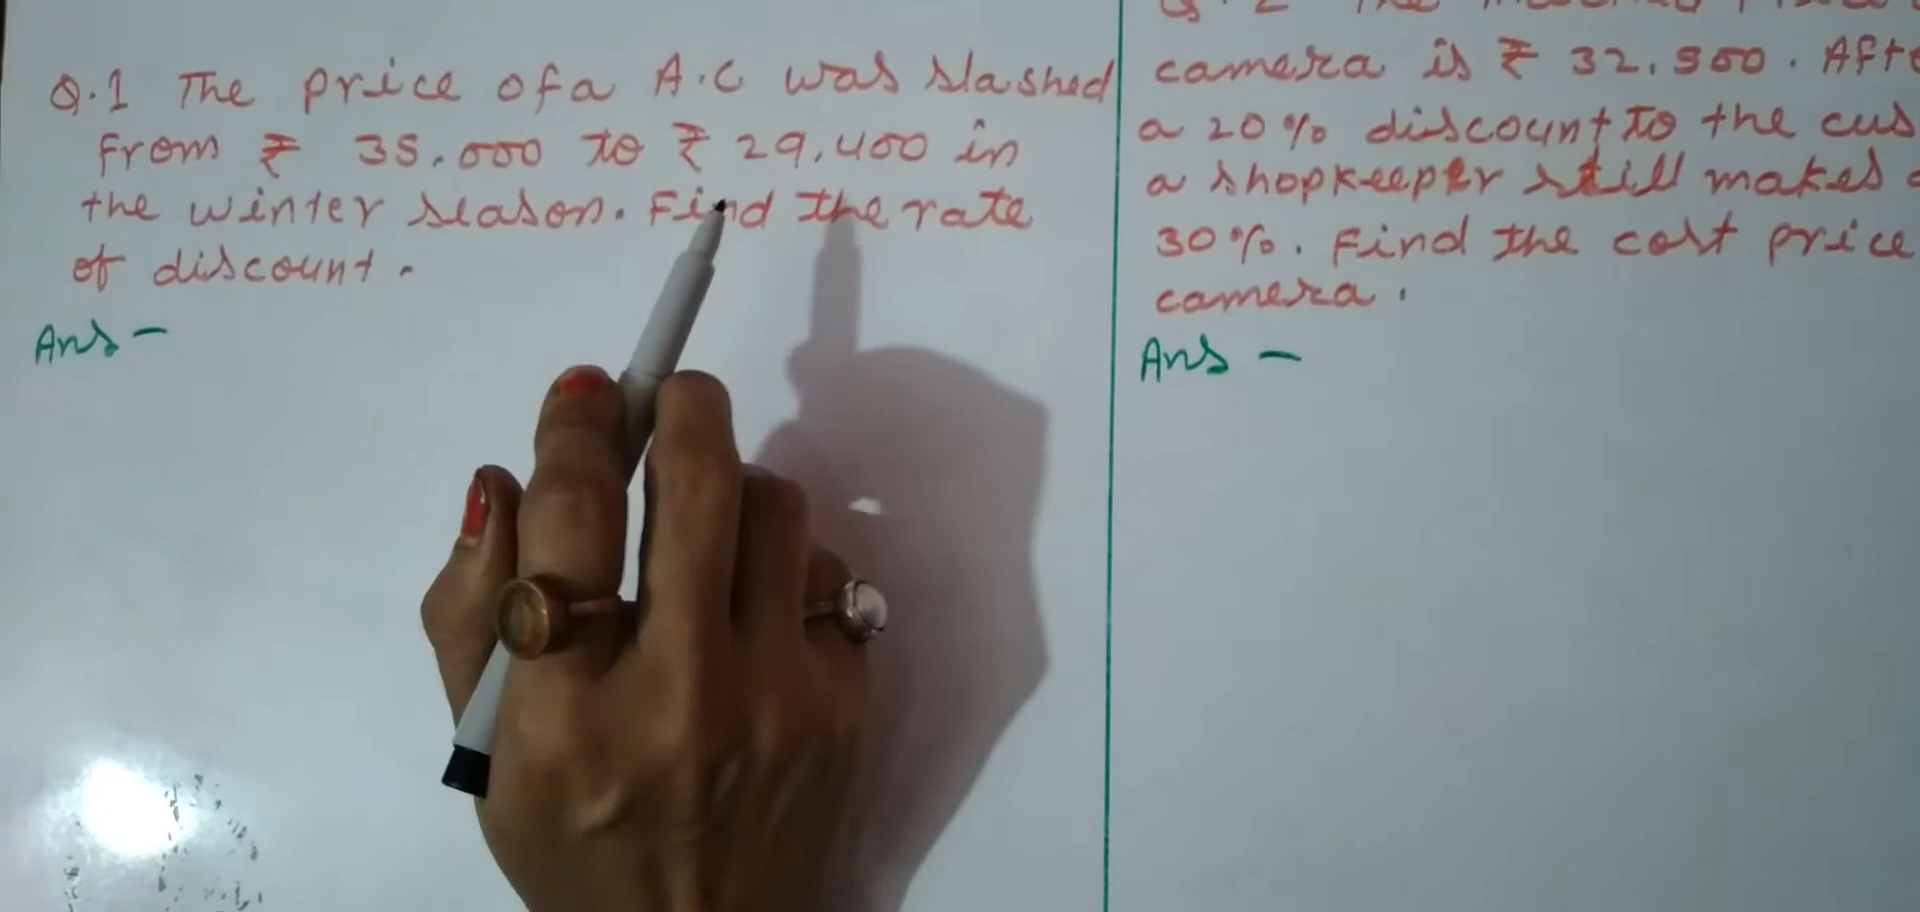 Q.1 The price of a A.C was slashed
from ₹ 35,000 to ₹ 29,400 in
the winter season. Find the rate
of discount.
Ans -
camera is ₹ 32,500. Afte
a 20% discount to the cus
a shopkeeper still makes
30%. Find the cost price
camera.
Ans -